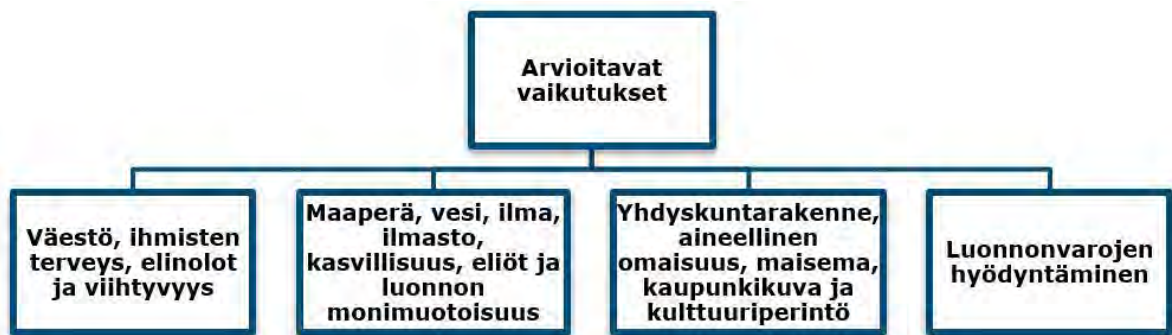 Arvioitavat
vaikutukset
Väestö, ihmisten
terveys, elinolot
ja viihtyvyys
Maaperä, vesi, ilma,
ilmasto,
kasvillisuus, eliöt ja
luonnon
monimuotoisuus
Yhdyskuntarakenne,
aineellinen
omaisuus, maisema,
kaupunkikuva ja
kulttuuriperintö
Luonnonvarojen
hyödyntäminen